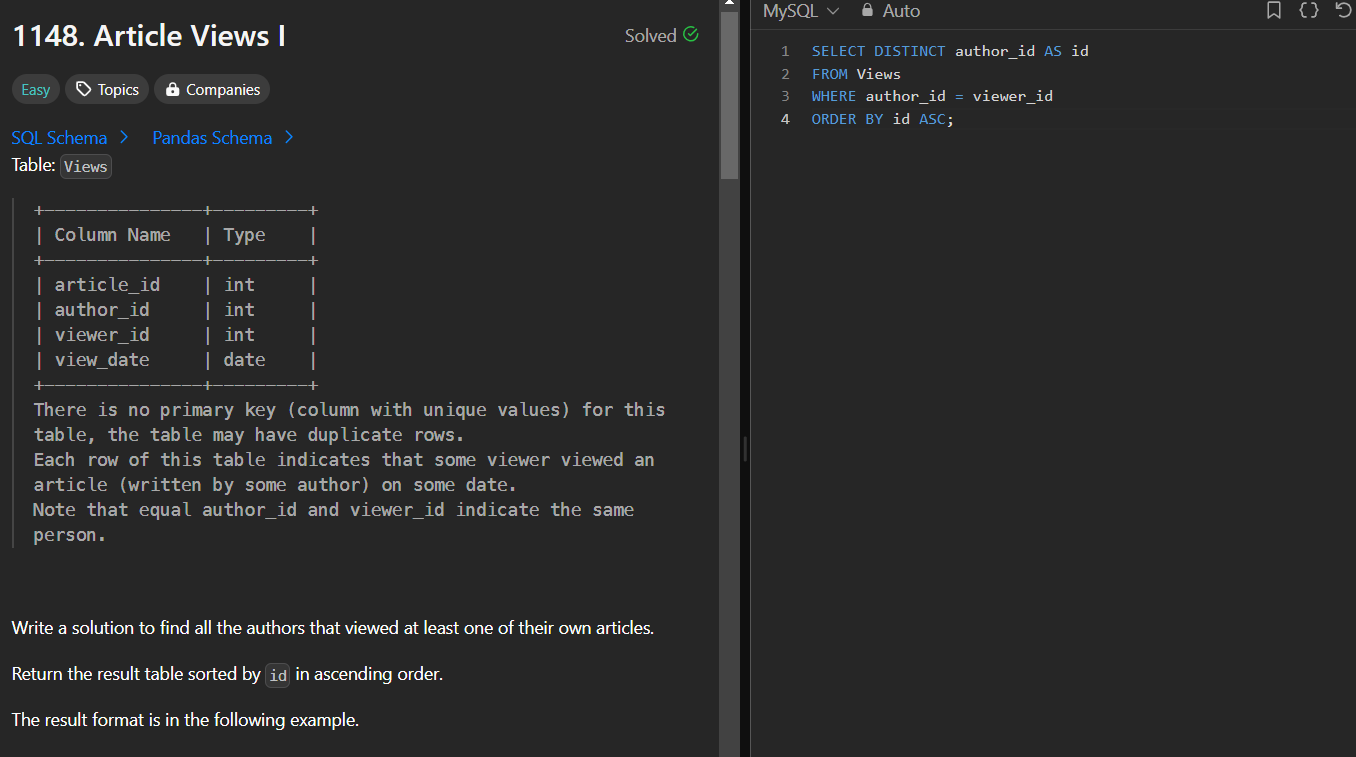 1148. Article Views I
Solved
Easy
Topics
Companies
SQL Schema
Pandas Schema
Table: Views
+---------------+---------+
| Column Name   | Type    |
+---------------+---------+
| article_id    | int     |
| author_id     | int     |
| viewer_id     | int     |
| view_date     | date    |
+---------------+---------+
There is no primary key (column with unique values) for this
table, the table may have duplicate rows.
Each row of this table indicates that some viewer viewed an
article (written by some author) on some date.
Note that equal author_id and viewer_id indicate the same
person.
Write a solution to find all the authors that viewed at least one of their own articles.
Return the result table sorted by id in ascending order.
The result format is in the following example.
MySQL
Auto
1 SELECT DISTINCT author_id AS id
2 FROM Views
3 WHERE author_id = viewer_id
4 ORDER BY id ASC;